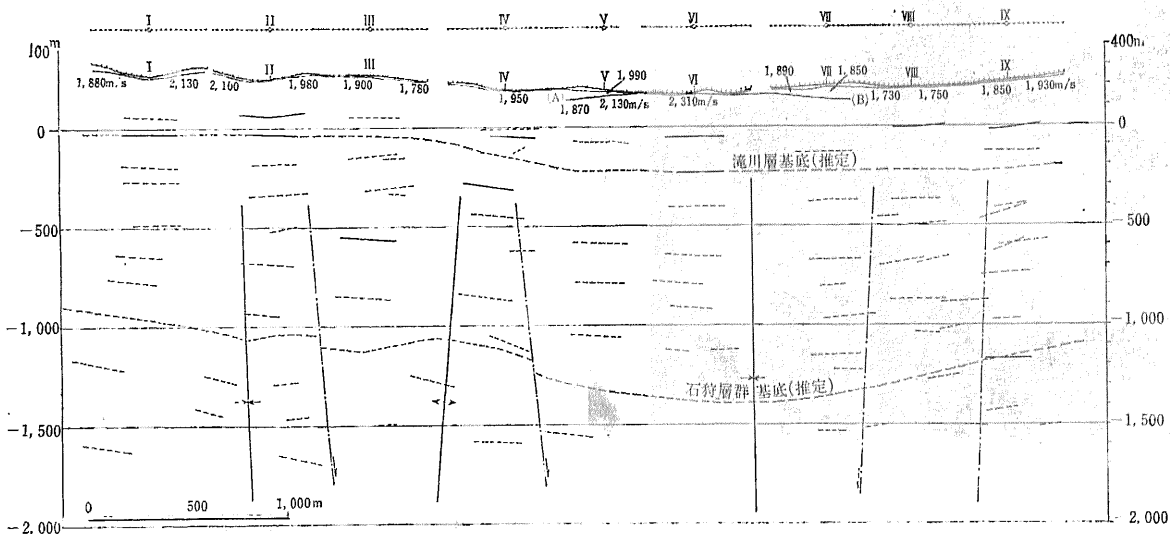 I II III IV V VI VII VIII IX
400m
I II III IV V VI VII VIII IX
1,990 1,890 1,850
1,880m/s 2,130 2,100 1,980 1,900 1,780 1,950 (A) 1,870 2,130m/s 2,310m/s (B) 1,730 1,750 1,850 1,930m/s
0 0
滝川層基底(推定)
-500 -500
-1,000 -1,000
石狩層群基底(推定)
-1,500 -1,500
0 500 1,000m
-2,000 -2,000